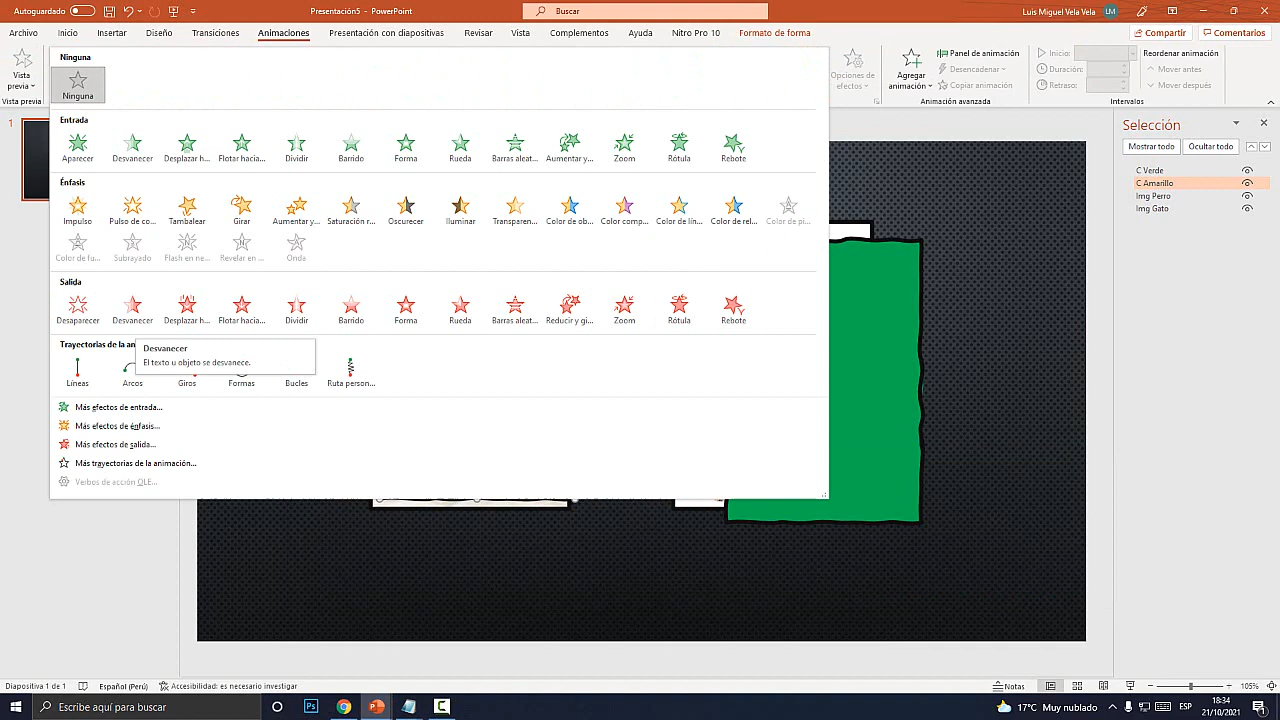 Autoguardado
Presentación5 - PowerPoint
Buscar
Luis Miguel Vela Vela
LM
Archivo
Inicio
Insertar
Diseño
Transiciones
Animaciones
Presentación con diapositivas
Revisar
Vista
Complementos
Ayuda
Nitro Pro 10
Formato de forma
Compartir
Comentarios
Vista
previa
Vista previa
Ninguna
Ninguna
Opciones de
efectos
Agregar
animación
Panel de animación
Desencadenar
Copiar animación
Animación avanzada
Inicio:
Duración:
Retraso:
Reordenar animación
Mover antes
Mover después
Intervalos
Entrada
Aparecer
Desvanecer
Desplazar h...
Flotar hacia...
Dividir
Barrido
Forma
Rueda
Barras aleat...
Aumentar y...
Zoom
Rótula
Rebote
Énfasis
Impulso
Pulso de co...
Tambalear
Girar
Aumentar y...
Saturación r...
Oscurecer
Iluminar
Transparen...
Color de ob...
Color comp...
Color de lín...
Color de rel...
Color de pi...
Color de fu...
Subrayado
Flash en ne...
Revelar en ...
Onda
Salida
Desaparecer
Desvanecer
Desplazar h...
Flotar hacia...
Dividir
Barrido
Forma
Rueda
Barras aleat...
Reducir y gi...
Zoom
Rótula
Rebote
Trayectorias de la an
Desvanecer
El texto u objeto se desvanece.
Líneas
Arcos
Giros
Formas
Bucles
Ruta person...
Más efectos de entrada...
Más efectos de énfasis...
Más efectos de salida...
Más trayectorias de la animación...
Verbos de acción OLE...
1
Selección
Mostrar todo
Ocultar todo
C Verde
C Amarillo
Img Perro
Img Gato
Diapositiva 1 de 1
Español (Perú)
Accesibilidad: es necesario investigar
Notas
105%
Escribe aquí para buscar
Ps
17°C Muy nublado
ESP
18:34
21/10/2021